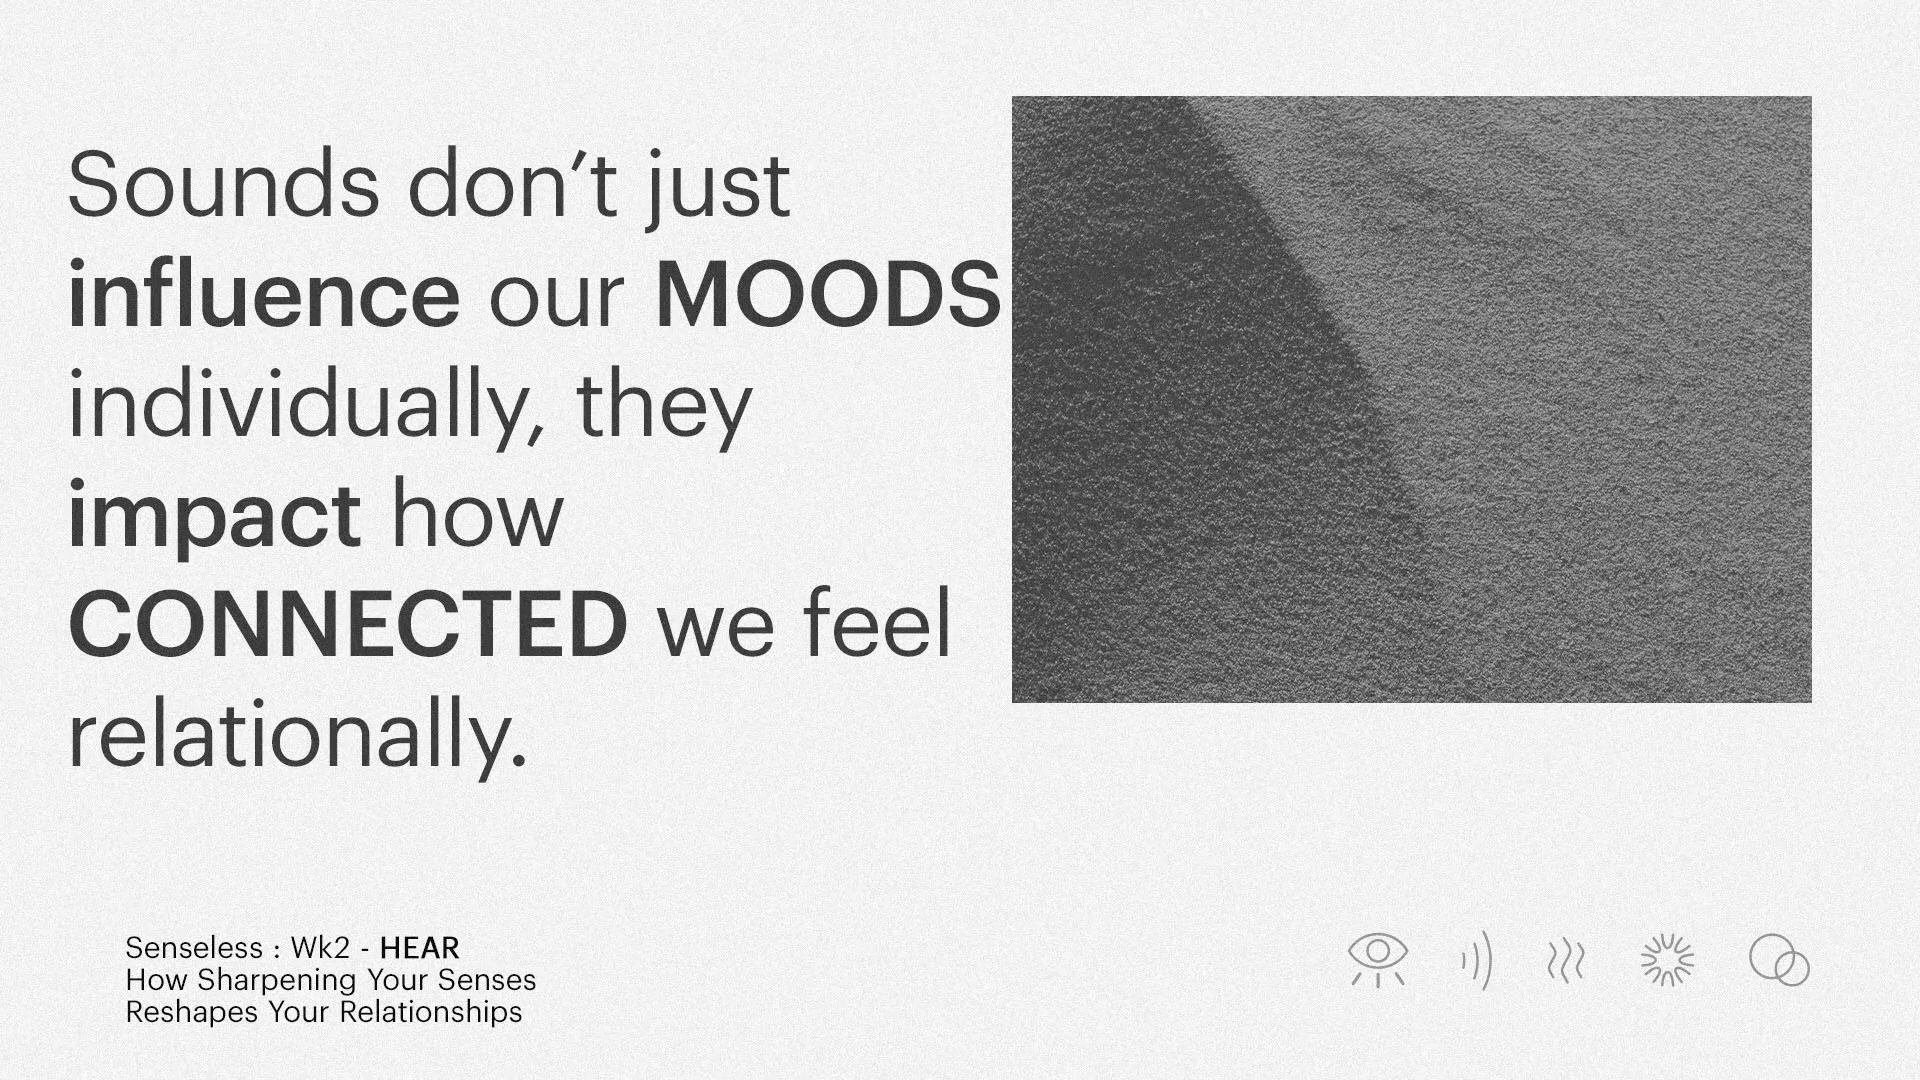 Sounds don’t just
influence our MOODS
individually, they
impact how
CONNECTED we feel
relationally.
Senseless : Wk2 - HEAR
How Sharpening Your Senses
Reshapes Your Relationships